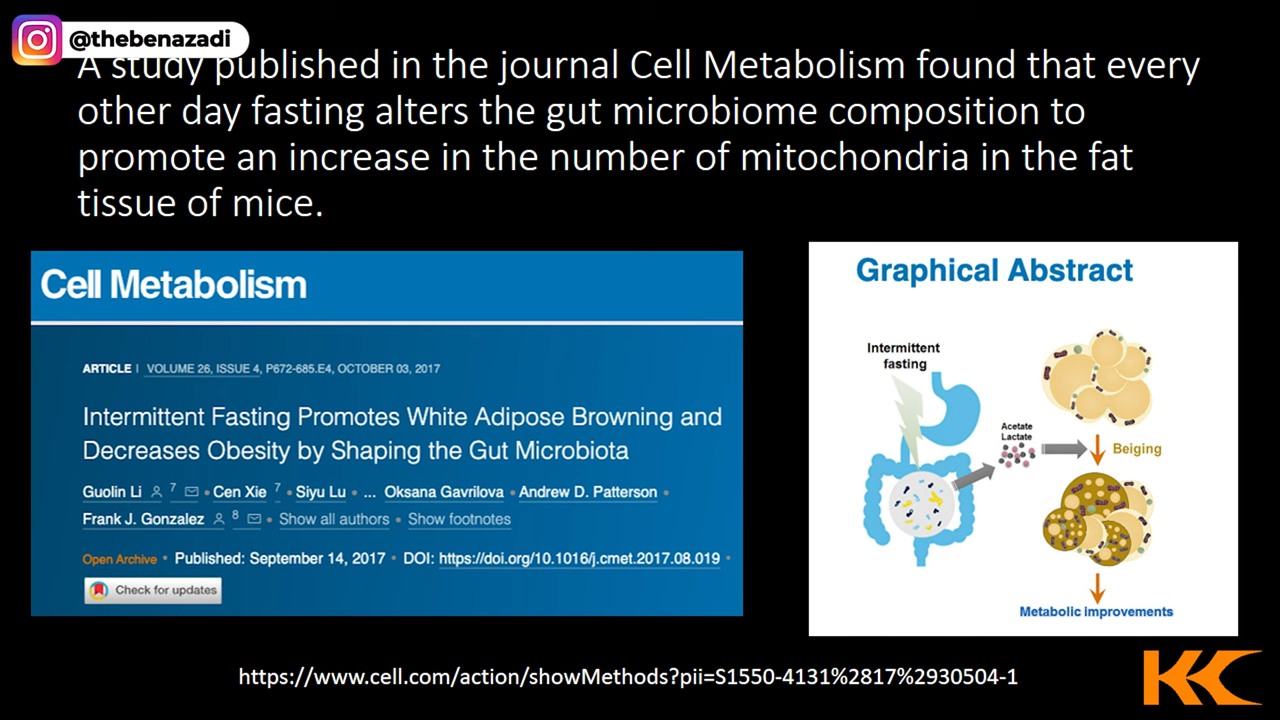 @thebenazadi
A study published in the journal Cell Metabolism found that every
other day fasting alters the gut microbiome composition to
promote an increase in the number of mitochondria in the fat
tissue of mice.
Cell Metabolism
ARTICLE | VOLUME 26, ISSUE 4, P672-685.E4, OCTOBER 03, 2017
Intermittent Fasting Promotes White Adipose Browning and
Decreases Obesity by Shaping the Gut Microbiota
Guolin Li 7 • Cen Xie 7 • Siyu Lu • ... Oksana Gavrilova • Andrew D. Patterson •
Frank J. Gonzalez 8 • Show all authors • Show footnotes
Open Archive • Published: September 14, 2017 • DOI: https://doi.org/10.1016/j.cmet.2017.08.019 •
Check for updates
Graphical Abstract
Intermittent
fasting
Acetate
Lactate
Beiging
Metabolic improvements
https://www.cell.com/action/showMethods?pii=S1550-4131%2817%2930504-1
KK